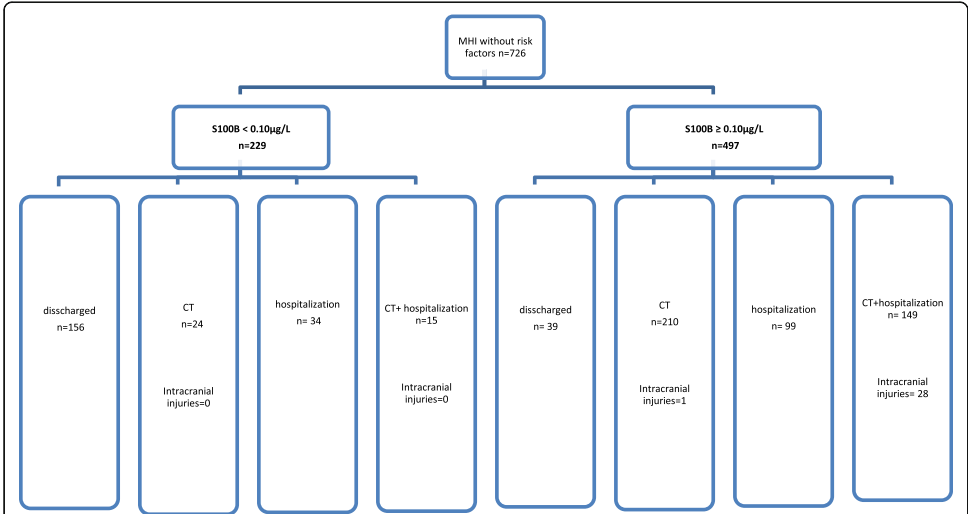 MHI without risk
factors n=726
S100B < 0.10µg/L
n=229
S100B ≥ 0.10µg/L
n=497
disscharged
n=156
CT
n=24
Intracranial
injuries=0
hospitalization
n= 34
CT+ hospitalization
n=15
Intracranial
injuries=0
disscharged
n= 39
CT
n=210
Intracranial
injuries=1
hospitalization
n= 99
CT+hospitalization
n= 149
Intracranial
injuries= 28